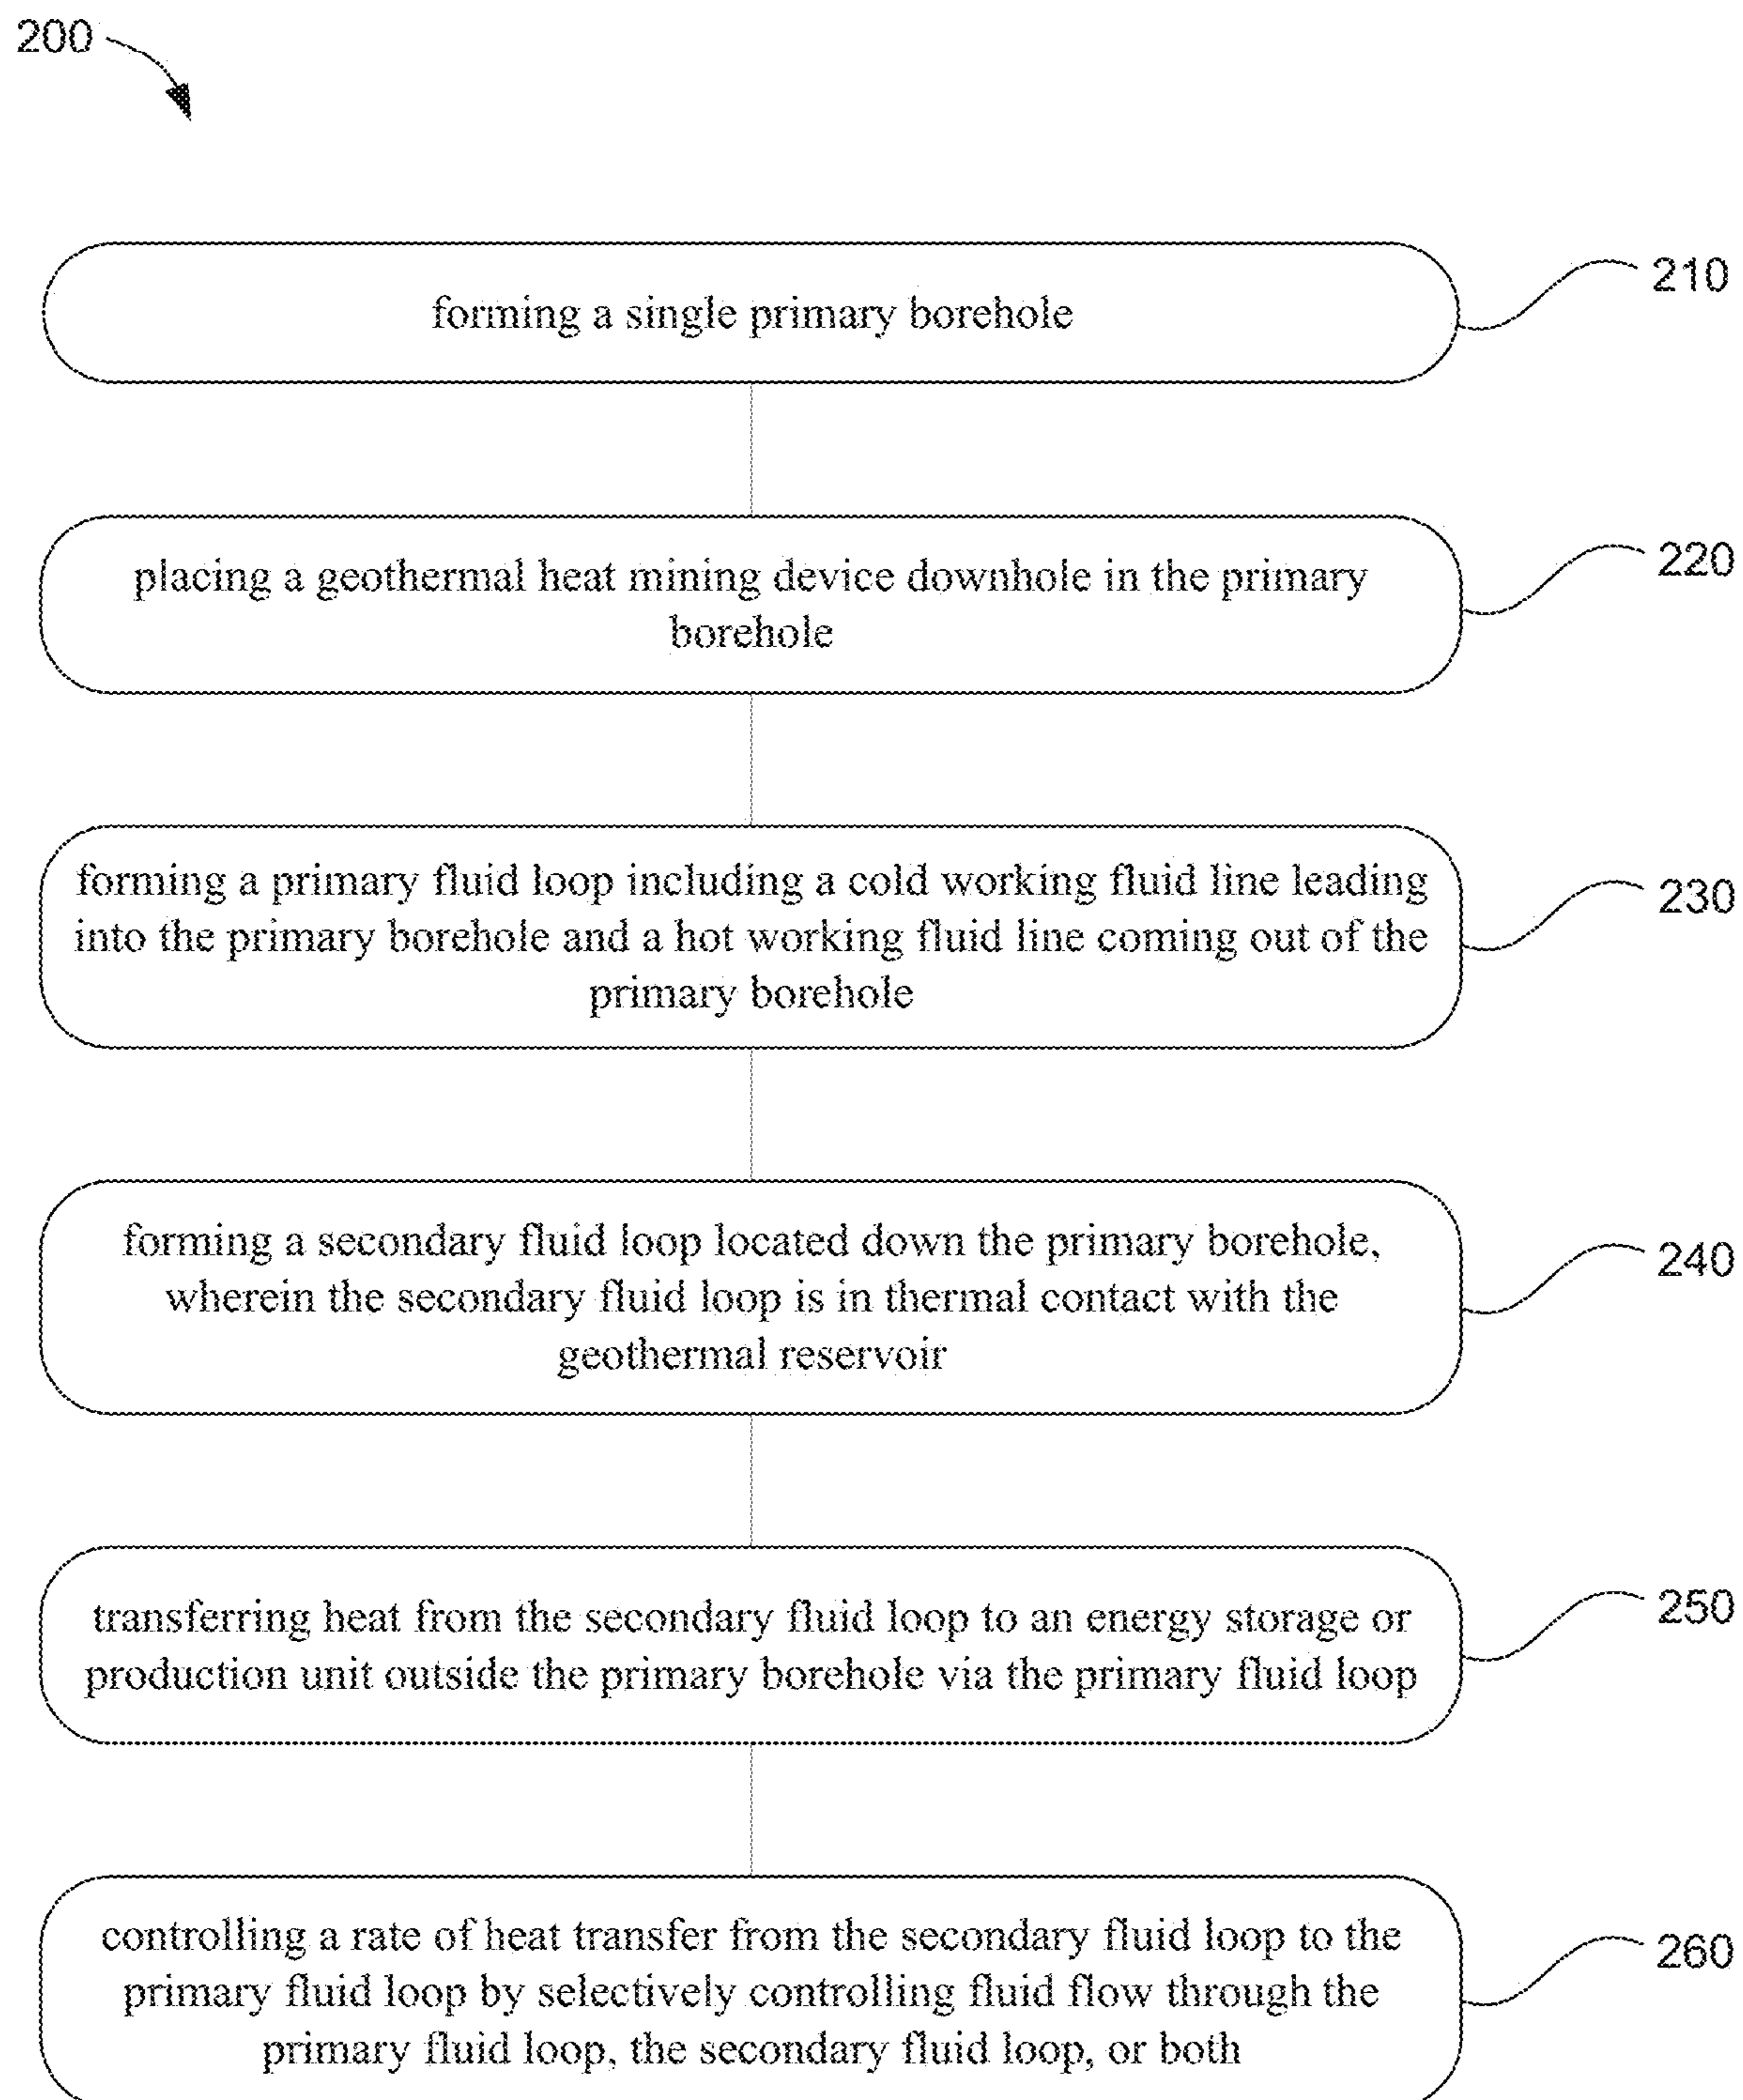 200
forming a single primary borehole
210
placing a geothermal heat mining device downhole in the primary
borehole
220
forming a primary fluid loop including a cold working fluid line leading
into the primary borehole and a hot working fluid line coming out of the
primary borehole
230
forming a secondary fluid loop located down the primary borehole,
wherein the secondary fluid loop is in thermal contact with the
geothermal reservoir
240
transferring heat from the secondary fluid loop to an energy storage or
production unit outside the primary borehole via the primary fluid loop
250
controlling a rate of heat transfer from the secondary fluid loop to the
primary fluid loop by selectively controlling fluid flow through the
primary fluid loop, the secondary fluid loop, or both
260